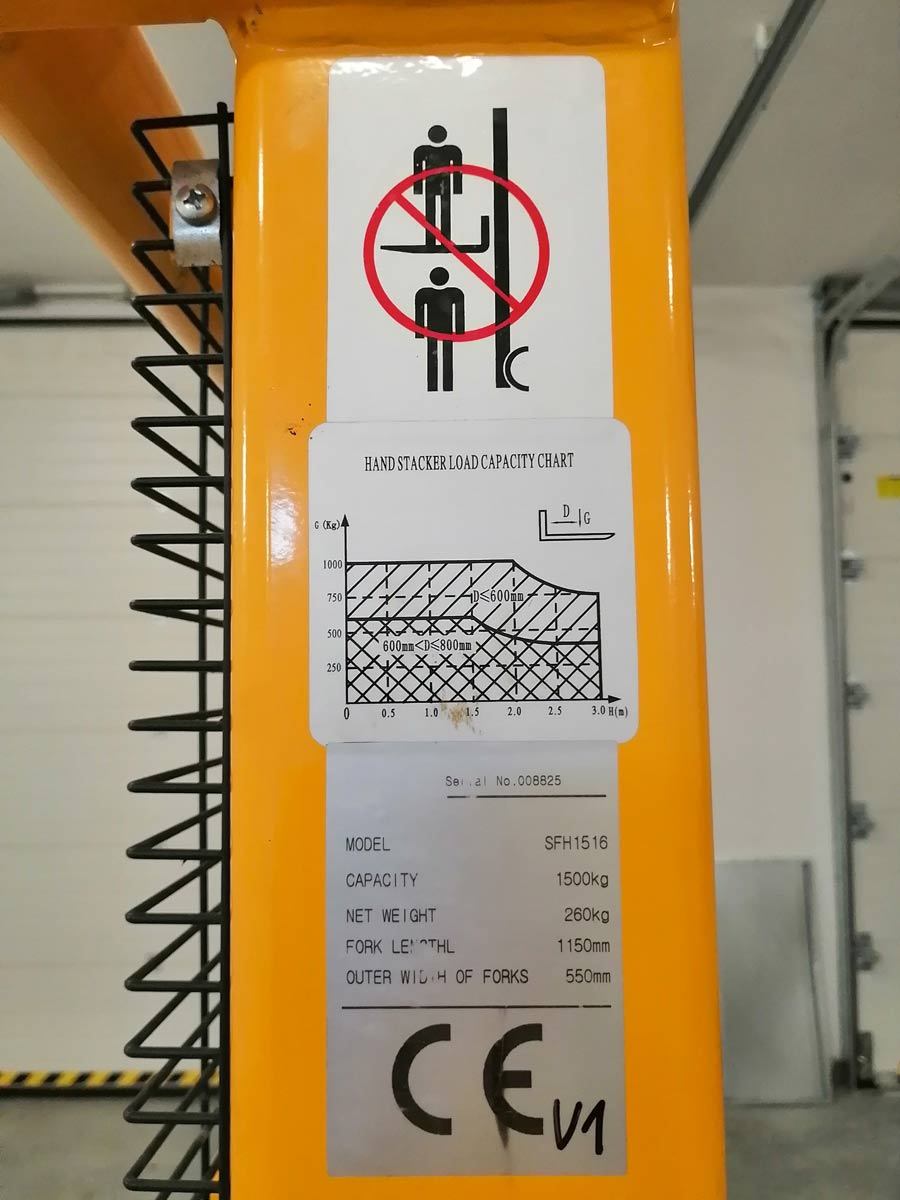 HAND STACKER LOAD CAPACITY CHART
D
G
G (Kg)
1000
750
D≤600mm
500
600mm<D≤800mm
250
0 0.5 1.0 1.5 2.0 2.5 3.0 H(m)
No.008825
MODEL SFH1516
CAPACITY 1500kg
NET WEIGHT 260kg
FORK 1150mm
OUTER OF FORKS 550mm
CE
V1